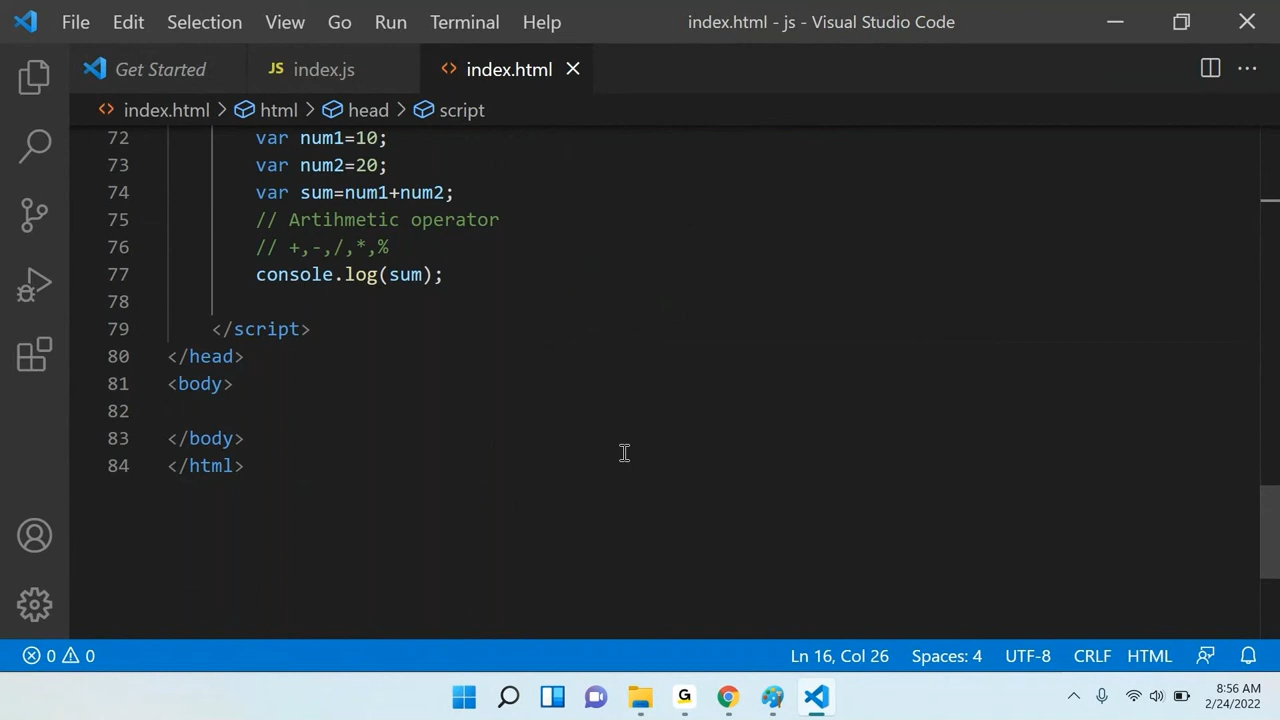 File Edit Selection View Go Run Terminal Help index.html - js - Visual Studio Code
Get Started JS index.js index.html
index.html > html > head > script
72 var num1=10;
73 var num2=20;
74 var sum=num1+num2;
75 // Artihmetic operator
76 // +,-,/,*,%
77 console.log(sum);
78
79 </script>
80 </head>
81 <body>
82
83 </body>
84 </html>
0 0 Ln 16, Col 26 Spaces: 4 UTF-8 CRLF HTML
G 8:56 AM
2/24/2022